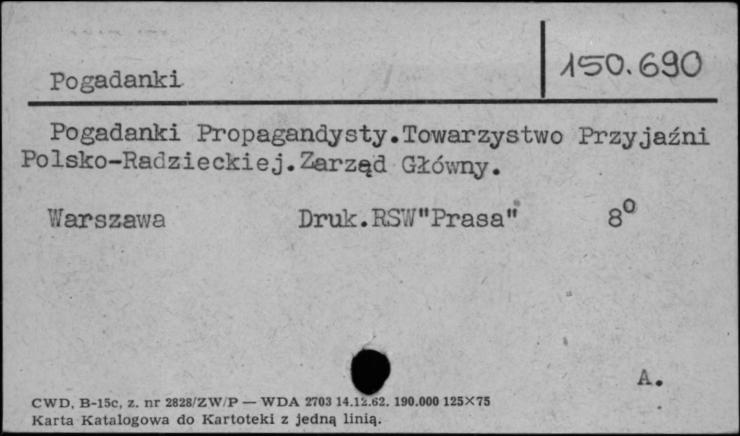 Pogadanki 150.690
Pogadanki Propagandysty.Towarzystwo Przyjaźni
Polsko-Radzieckiej.Zarząd Główny.
Warszawa Druk.RSW"Prasa" 8°
A.
CWD, B-15c, z. nr 2828/ZW/P — WDA 2703 14.12.62. 190.000 125×75
Karta Katalogowa do Kartoteki z jedną linią.